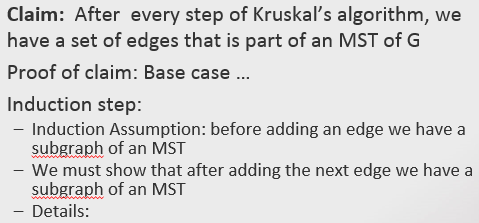 Claim: After every step of Kruskal's algorithm, we
have a set of edges that is part of an MST of G
Proof of claim: Base case ...
Induction step:
– Induction Assumption: before adding an edge we have a
subgraph of an MST
– We must show that after adding the next edge we have a
subgraph of an MST
– Details: